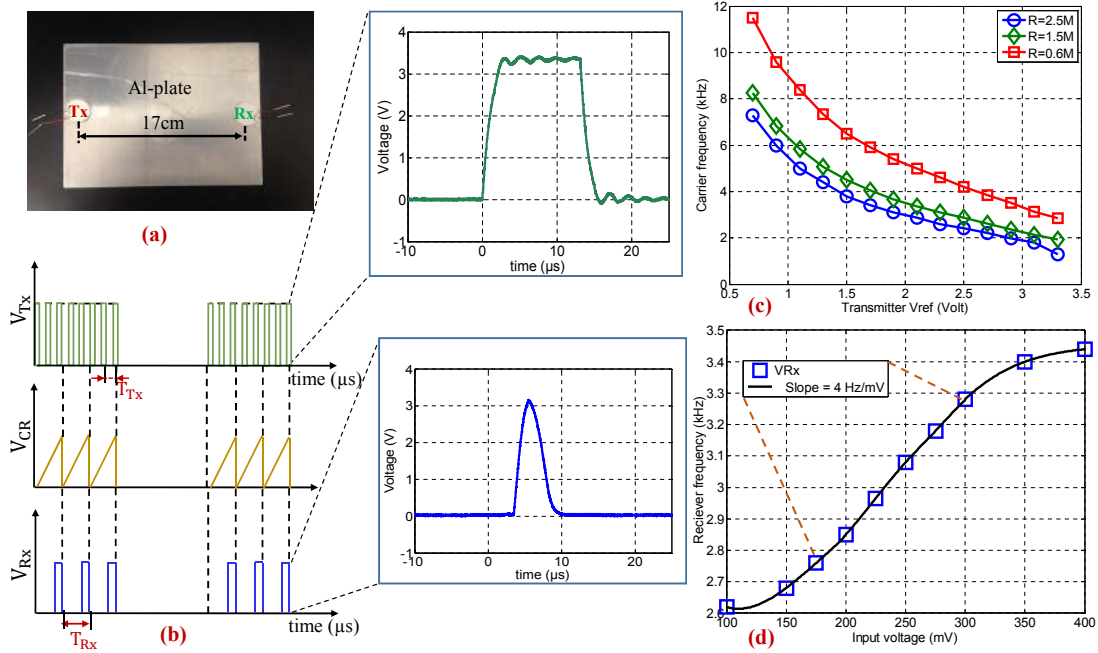 Al-plate
Tx
Rx
17cm
(a)
Voltage (V)
4
3
2
1
0
-1
-10
0
10
20
time (µs)
Carrier frequency (kHz)
12
10
8
6
4
2
0
0.5
1
1.5
2
2.5
3
3.5
R=2.5M
R=1.5M
R=0.6M
(c)
Transmitter Vref (Volt)
V_Tx
time (µs)
T_Tx
V_CR
V_Rx
T_Rx
(b)
time (µs)
Voltage (V)
4
3
2
1
0
-1
-10
0
10
20
time (µs)
Reciever frequency (kHz)
3.5
3.4
3.3
3.2
3.1
3
2.9
2.8
2.7
2.6
100
150
200
250
300
350
400
VRx
Slope = 4 Hz/mV
Input voltage (mV)
(d)